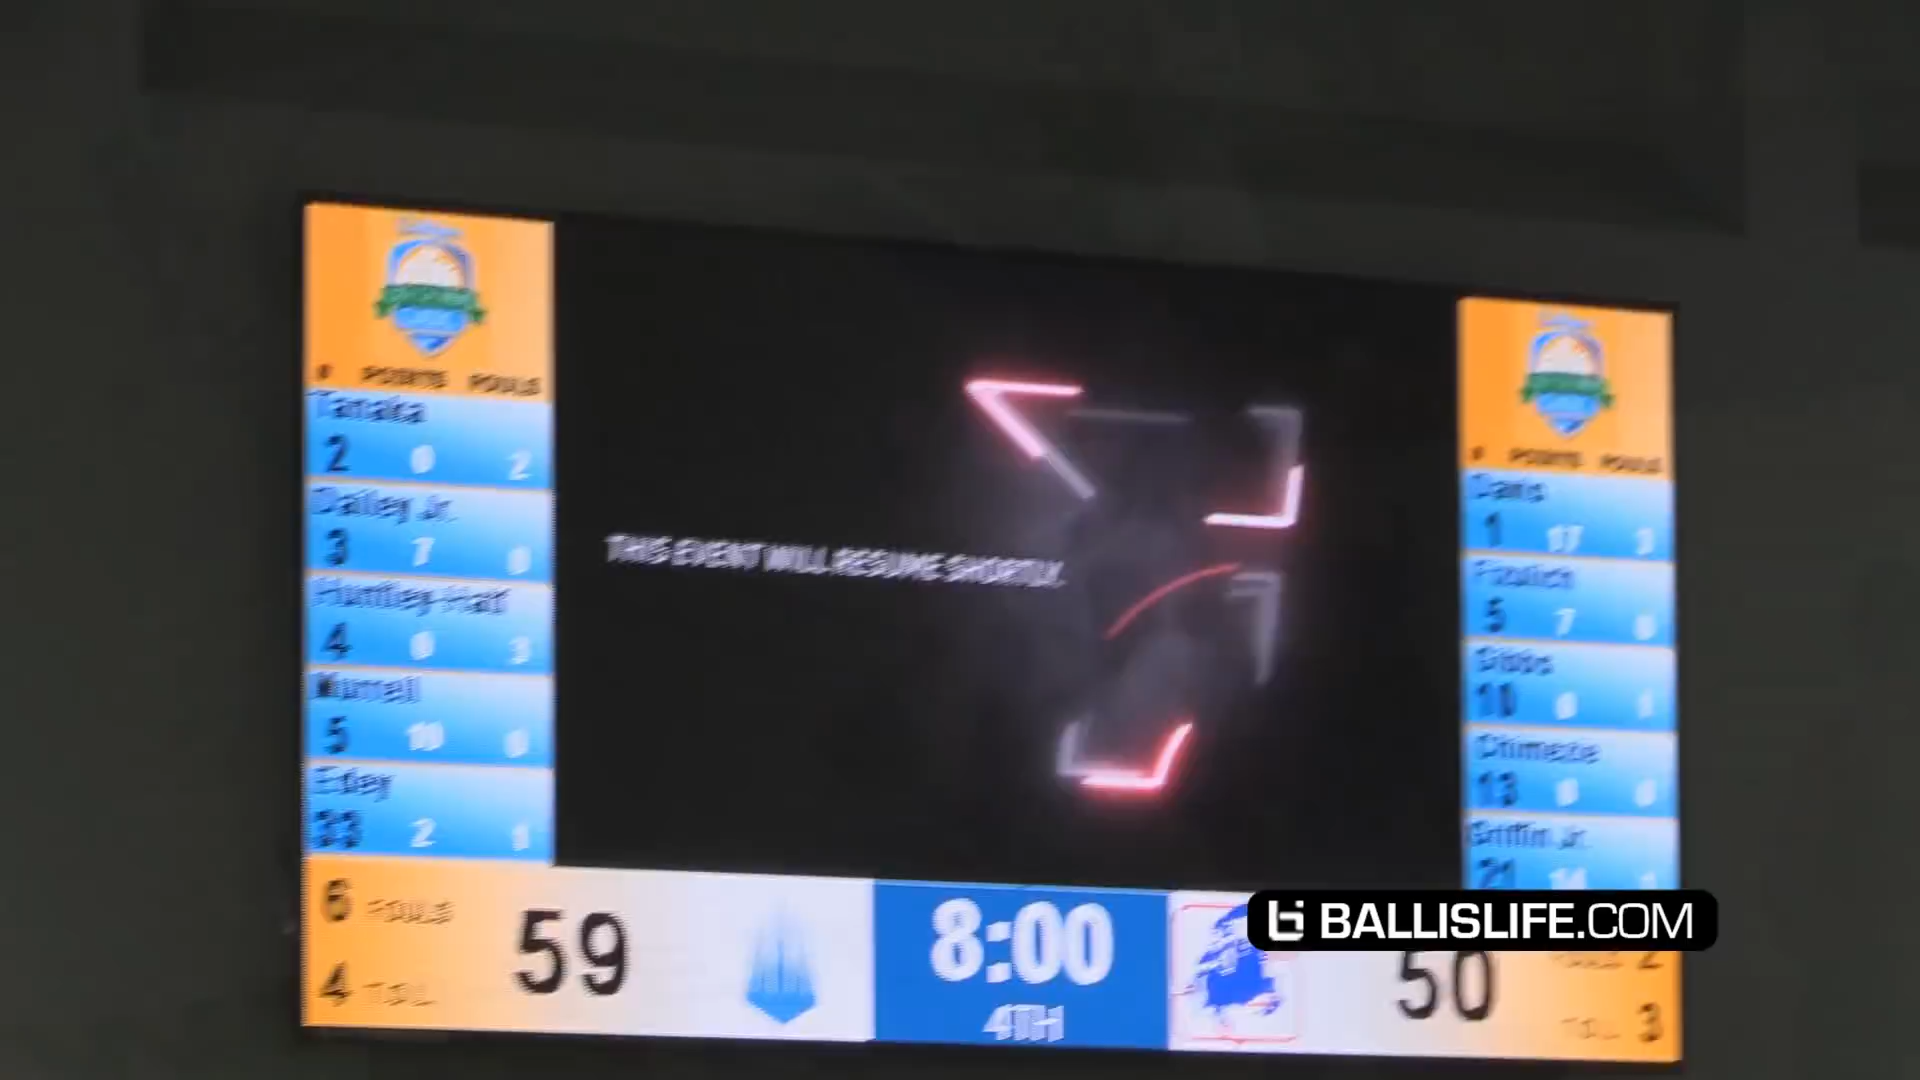 # POINTS FOULS
Tanaka
2 0 2
Dailey Jr.
3 7 0
Huntley-Hatf
4 0 3
Murrell
5 10 0
Edey
33 2 1
6 FOULS
4 T.O.L.
59
THIS EVENT WILL RESUME SHORTLY.
8:00
4TH
# POINTS FOULS
Davis
1 17 3
5 7 0
Gibbs
10 0 1
Chimezie
13 0 0
Griffin Jr.
21 14 1
50
FOULS 2
T.O.L. 3
BALLISLIFE.COM